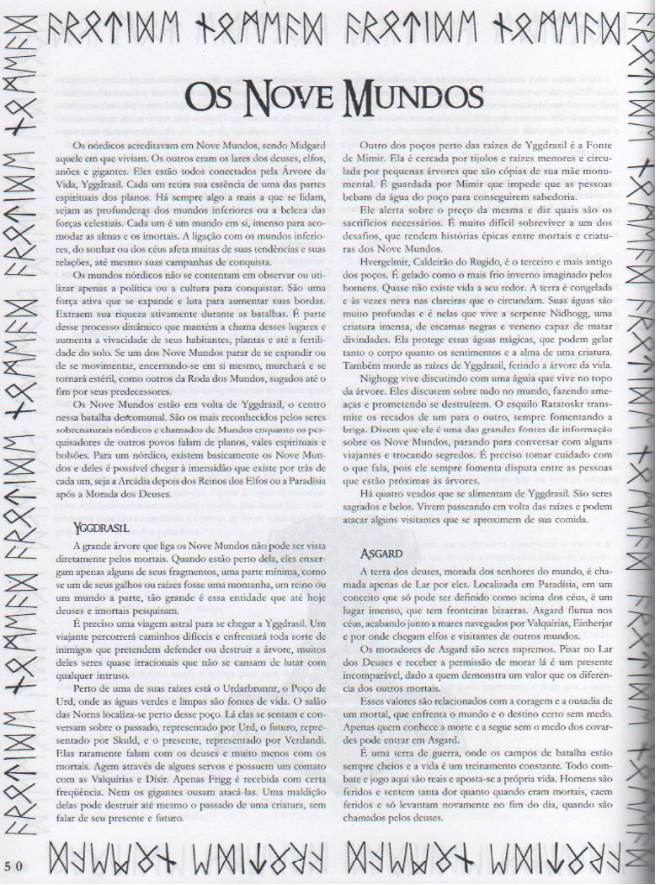 OS NOVE MUNDOS
Os nórdicos acreditavam em Nove Mundos, sendo Midgard
aquele em que viviam. Os outros eram os lares dos deuses, elfos,
anões e gigantes. Eles estão todos conectados pela Árvore da
Vida, Yggdrasil. Cada um retira sua essência de uma das partes
espirituais dos planos. Há sempre algo a mais a que se lidam,
sejam as profundezas dos mundos inferiores ou a beleza das
forças celestiais. Cada um é um mundo em si, imenso para aco-
modar as almas e os imortais. A ligação com os mundos inferio-
res, do sonhar ou dos céus afeta muitas de suas tendências e suas
relações, até mesmo suas campanhas de conquista.
Os mundos nórdicos não se contentam em observar ou uti-
lizar apenas a política ou a cultura para conquistar. São uma
força ativa que se expande e luta para aumentar suas bordas.
Extraem sua riqueza ativamente durante as batalhas. É parte
desse processo dinâmico que mantém a chama desses lugares e
aumenta a vivacidade de seus habitantes, plantas e até a fertili-
dade do solo. Se um dos Nove Mundos parar de se expandir ou
de se movimentar, encerrando-se em si mesmo, murchará e se
tornará estéril, como outros da Roda dos Mundos, sugados até o
fim por seus predecessores.
Os Nove Mundos estão em volta de Yggdrasil, o centro
nessa batalha descomunal. São os mais reconhecidos pelos seres
sobrenaturais nórdicos e chamados de Mundos enquanto os pes-
quisadores de outros povos falam de planos, vales espirituais e
bolsões. Para um nórdico, existem basicamente os Nove Mun-
dos e deles é possível chegar à imensidão que existe por trás de
cada um, seja a Arcádia depois dos Reinos dos Elfos ou a Paradísia
após a Morada dos Deuses.
YGGDRASIL
A grande árvore que liga os Nove Mundos não pode ser vista
diretamente pelos mortais. Quando estão perto dela, eles enxer-
gam apenas alguns de seus fragmentos, uma parte mínima, como
se um de seus galhos ou raízes fosse uma montanha, um reino ou
um mundo a parte, tão grande é essa entidade que até hoje
deuses e imortais pesquisam.
É preciso uma viagem astral para se chegar a Yggdrasil. Um
viajante percorrerá caminhos difíceis e enfrentará toda sorte de
inimigos que pretendem defender ou destruir a árvore, muitos
deles seres quase irracionais que não se cansam de lutar com
qualquer intruso.
Perto de uma de suas raízes está o Urdarbrunnr, o Poço de
Urd, onde as águas verdes e limpas são fontes de vida. O salão
das Norns localiza-se perto desse poço. Lá elas se sentam e con-
versam sobre o passado, representado por Urd, o futuro, repre-
sentado por Skuld, e o presente, representado por Verdandi.
Elas raramente falam com os deuses e muito menos com os
mortais. Agem através de alguns servos e possuem um contato
com as Valquírias e Dísir. Apenas Frigg é recebida com certa
freqüência. Nem os gigantes ousam atacá-las. Uma maldição
delas pode destruir até mesmo o passado de uma criatura, sem
falar de seu presente e futuro.
Outro dos poços perto das raízes de Yggdrasil é a Fonte
de Mimir. Ela é cercada por tijolos e raízes menores e circu-
lada por pequenas árvores que são cópias de sua mãe monu-
mental. É guardada por Mimir que impede que as pessoas
bebam da água do poço para conseguirem sabedoria.
Ele alerta sobre o preço da mesma e diz quais são os
sacrifícios necessários. É muito difícil sobreviver a um dos
desafios, que rendem histórias épicas entre mortais e criatu-
ras dos Nove Mundos.
Hvergelmir, Caldeirão do Rugido, é o terceiro e mais antigo
dos poços. É gelado como o mais frio inverno imaginado pelos
homens. Quase não existe vida a seu redor. A terra é congelada
e às vezes neva nas clareiras que o circundam. Suas águas são
muito profundas e é nelas que vive a serpente Nidhogg, uma
criatura imensa, de escamas negras e veneno capaz de matar
divindades. Ela protege essas águas mágicas, que podem gelar
tanto o corpo quanto os sentimentos e a alma de uma criatura.
Também morde as raízes de Yggdrasil, ferindo a árvore da vida.
Nighogg vive discutindo com uma águia que vive no topo
da árvore. Eles discutem sobre tudo no mundo, fazendo ame-
aças e prometendo se destruírem. O esquilo Ratatoskr trans-
mite os recados de um para o outro, sempre fomentando a
briga. Dizem que ele é uma das grandes fontes de informação
sobre os Nove Mundos, parando para conversar com alguns
viajantes e trocando segredos. É preciso tomar cuidado com
o que fala, pois ele sempre fomenta disputa entre as pessoas
que estão próximas às árvores.
Há quatro veados que se alimentam de Yggdrasil. São seres
sagrados e belos. Vivem passeando em volta das raízes e podem
atacar alguns visitantes que se aproximem de sua comida.
ASGARD
A terra dos deuses, morada dos senhores do mundo, é cha-
mada apenas de Lar por eles. Localizada em Paradísia, em um
conceito que só pode ser definido como acima dos céus, é um
lugar imenso, que tem fronteiras bizarras. Asgard flutua nos
céus, acabando junto a mares navegados por Valquírias, Einherjar
e por onde chegam elfos e visitantes de outros mundos.
Os moradores de Asgard são seres supremos. Pisar no Lar
dos Deuses e receber a permissão de morar lá é um presente
incomparável, dado a quem demonstra um valor que os diferên-
cia dos outros mortais.
Esses valores são relacionados com a coragem e a ousadia de
um mortal, que enfrenta o mundo e o destino certo sem medo.
Apenas quem conhece a morte e a segue sem o medo dos covar-
des pode entrar em Asgard.
É uma terra de guerra, onde os campos de batalha estão
sempre cheios e a vida é um treinamento constante. Todo com-
bate e jogo aqui são reais e aposta-se a própria vida. Homens são
feridos e sentem tanta dor quanto quando eram mortais, caem
feridos e só levantam novamente no fim do dia, quando são
chamados pelos deuses.
50